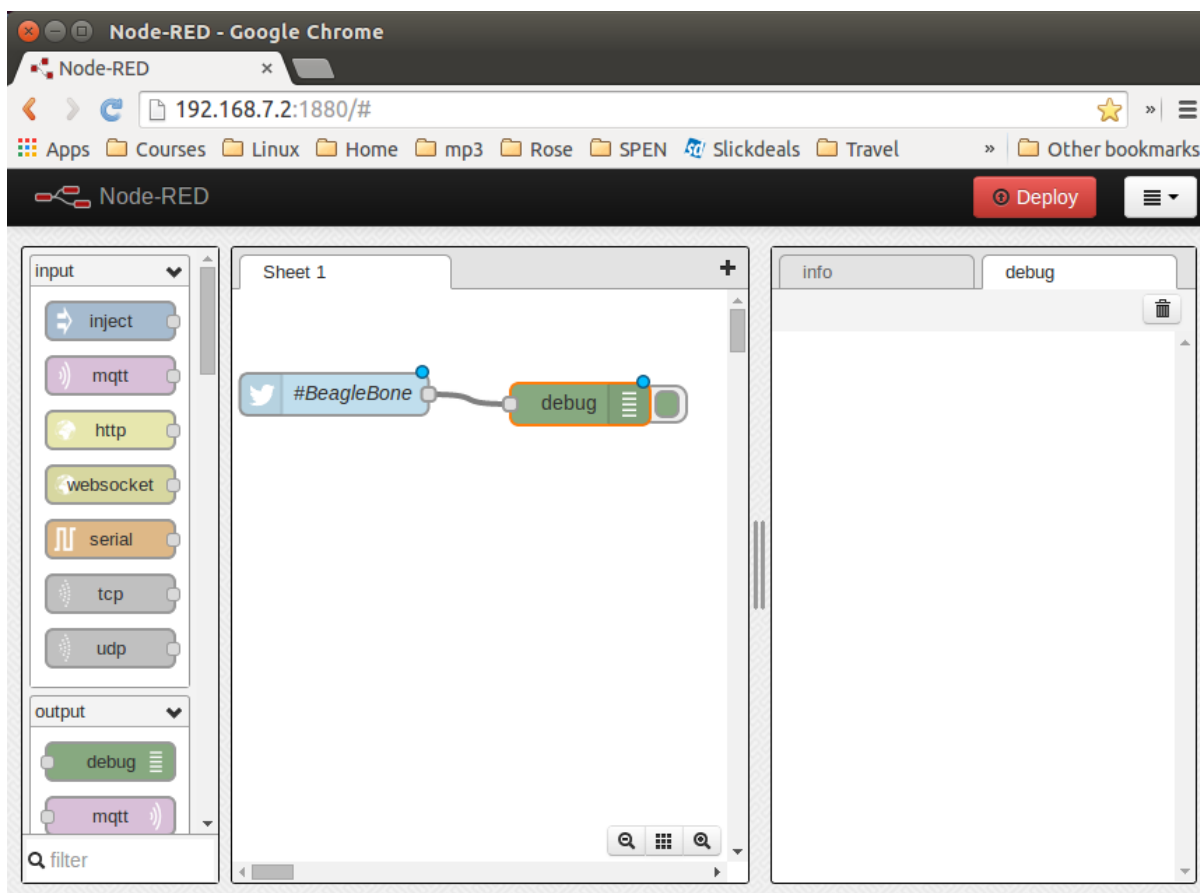 Node-RED - Google Chrome
Node-RED ×
192.168.7.2:1880/#
Apps Courses Linux Home mp3 Rose SPEN Slickdeals Travel » Other bookmarks
Node-RED Deploy
input
inject
mqtt
http
websocket
serial
tcp
udp
output
debug
mqtt
filter
Sheet 1 +
#BeagleBone debug
info debug